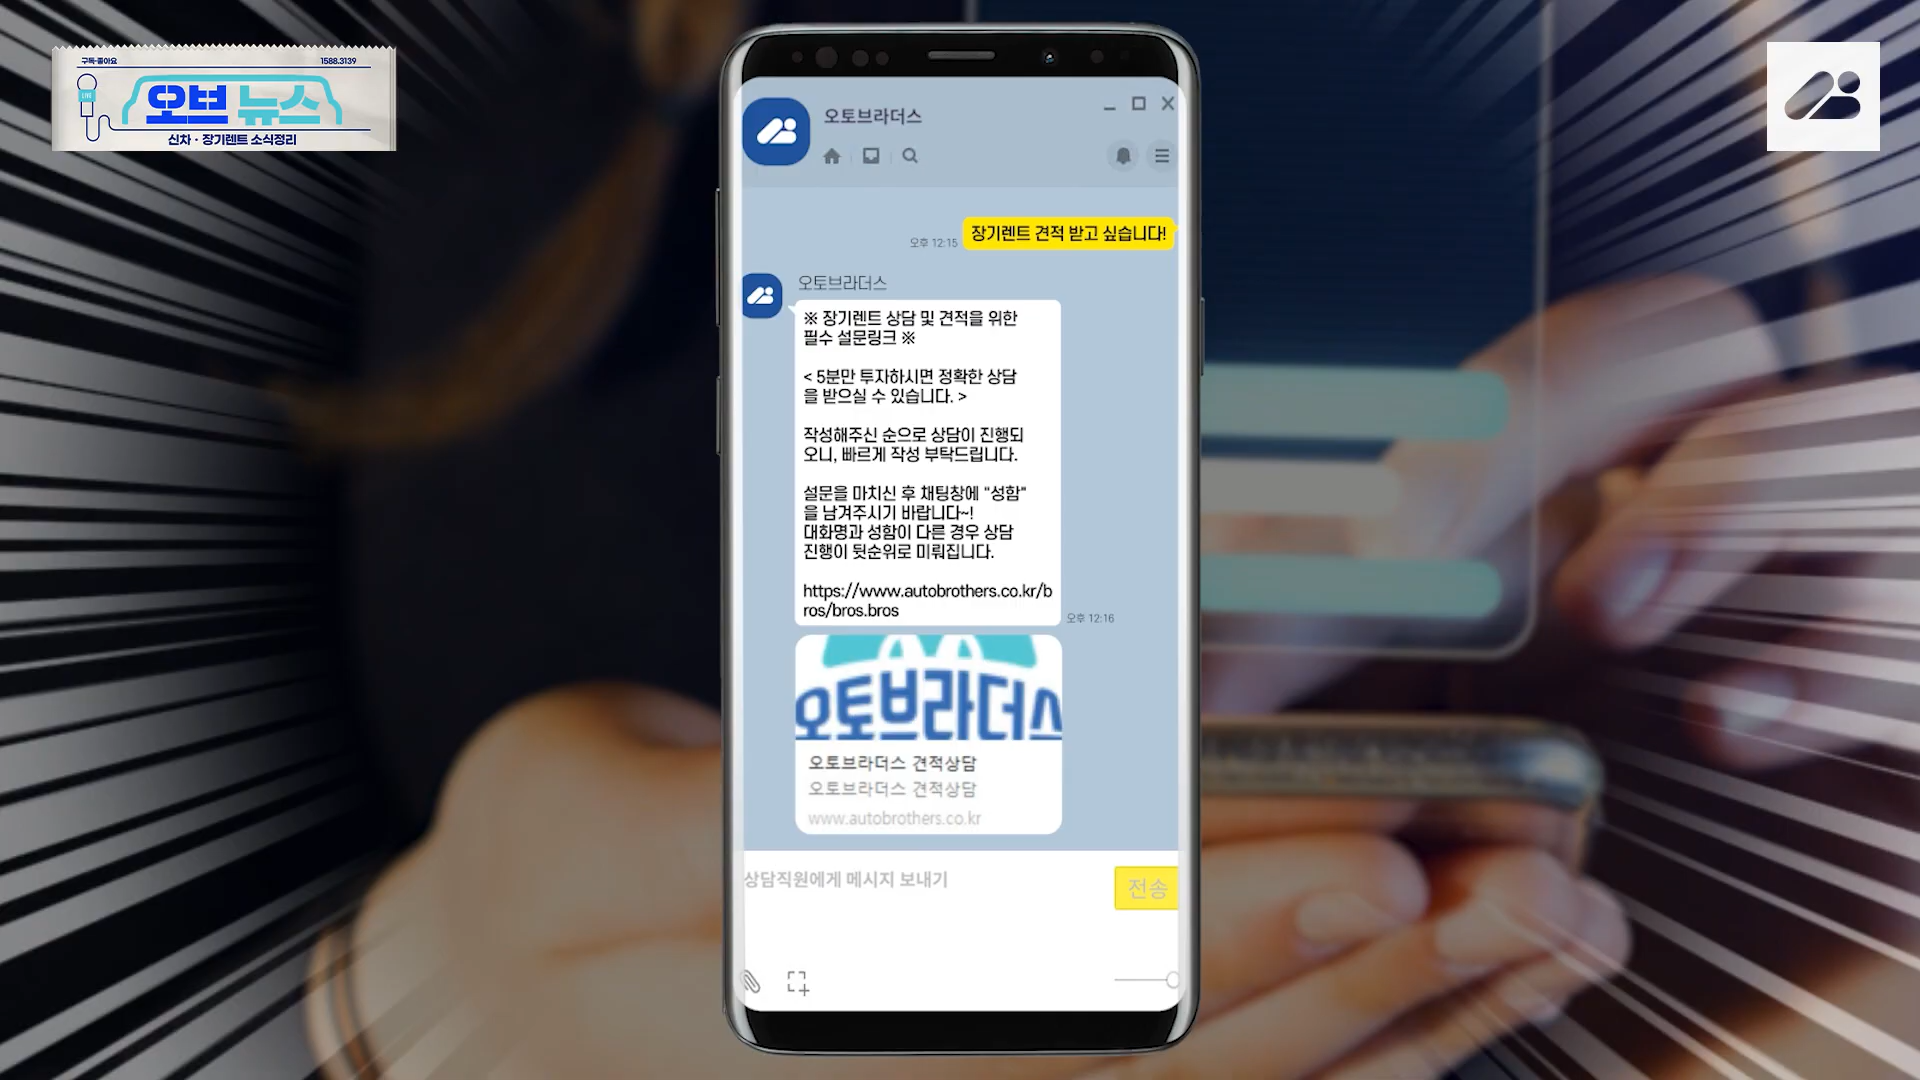 구독·좋아요
1588.3139
LIVE
오브 뉴스
신차·장기렌트 소식정리
오토브라더스
장기렌트 견적 받고 싶습니다!
오후 12:15
오토브라더스
※ 장기렌트 상담 및 견적을 위한
필수 설문링크 ※
< 5분만 투자하시면 정확한 상담
을 받으실 수 있습니다. >
작성해주신 순으로 상담이 진행되
오니, 빠르게 작성 부탁드립니다.
설문을 마치신 후 채팅창에 "성함"
을 남겨주시기 바랍니다~!
대화명과 성함이 다른 경우 상담
진행이 뒷순위로 미뤄집니다.
https://www.autobrothers.co.kr/b
ros/bros.bros
오후 12:16
오토브라더스
오토브라더스 견적상담
오토브라더스 견적상담
www.autobrothers.co.kr
상담직원에게 메시지 보내기
전송